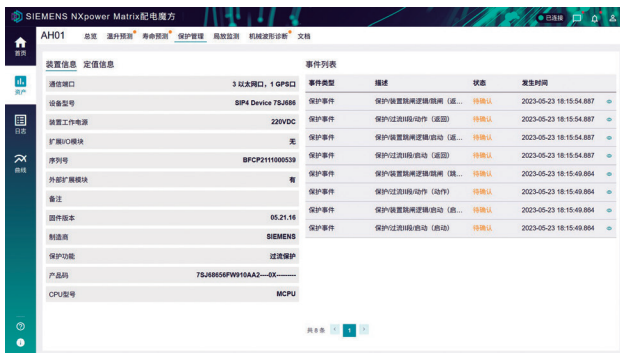 SIEMENS NXpower Matrix配电魔方
已连接
首页
资产
日志
曲线
AH01 总览 温升预测 寿命预测 保护管理 局放监测 机械波形诊断 文档
装置信息 定值信息
通信端口 3 以太网口，1 GPS口
设备型号 SIP4 Device 7SJ686
装置工作电源 220VDC
扩展I/O模块 无
序列号 BFCP2111000539
外部扩展模块 有
备注
固件版本 05.21.16
制造商 SIEMENS
保护功能 过流保护
产品码 7SJ68656FW910AA2----0X---------
CPU型号 MCPU
事件列表
事件类型 描述 状态 发生时间
保护事件 保护/装置跳闸逻辑/跳闸（返... 待确认 2023-05-23 18:15:54.887
保护事件 保护/过流II段/动作（返回） 待确认 2023-05-23 18:15:54.887
保护事件 保护/装置跳闸逻辑/启动（返... 待确认 2023-05-23 18:15:54.887
保护事件 保护/过流II段/启动（返回） 待确认 2023-05-23 18:15:54.887
保护事件 保护/装置跳闸逻辑/跳闸（跳... 待确认 2023-05-23 18:15:49.864
保护事件 保护/过流II段/动作（动作） 待确认 2023-05-23 18:15:49.864
保护事件 保护/装置跳闸逻辑/启动（启... 待确认 2023-05-23 18:15:49.864
保护事件 保护/过流II段/启动（启动） 待确认 2023-05-23 18:15:49.864
共 8 条 1